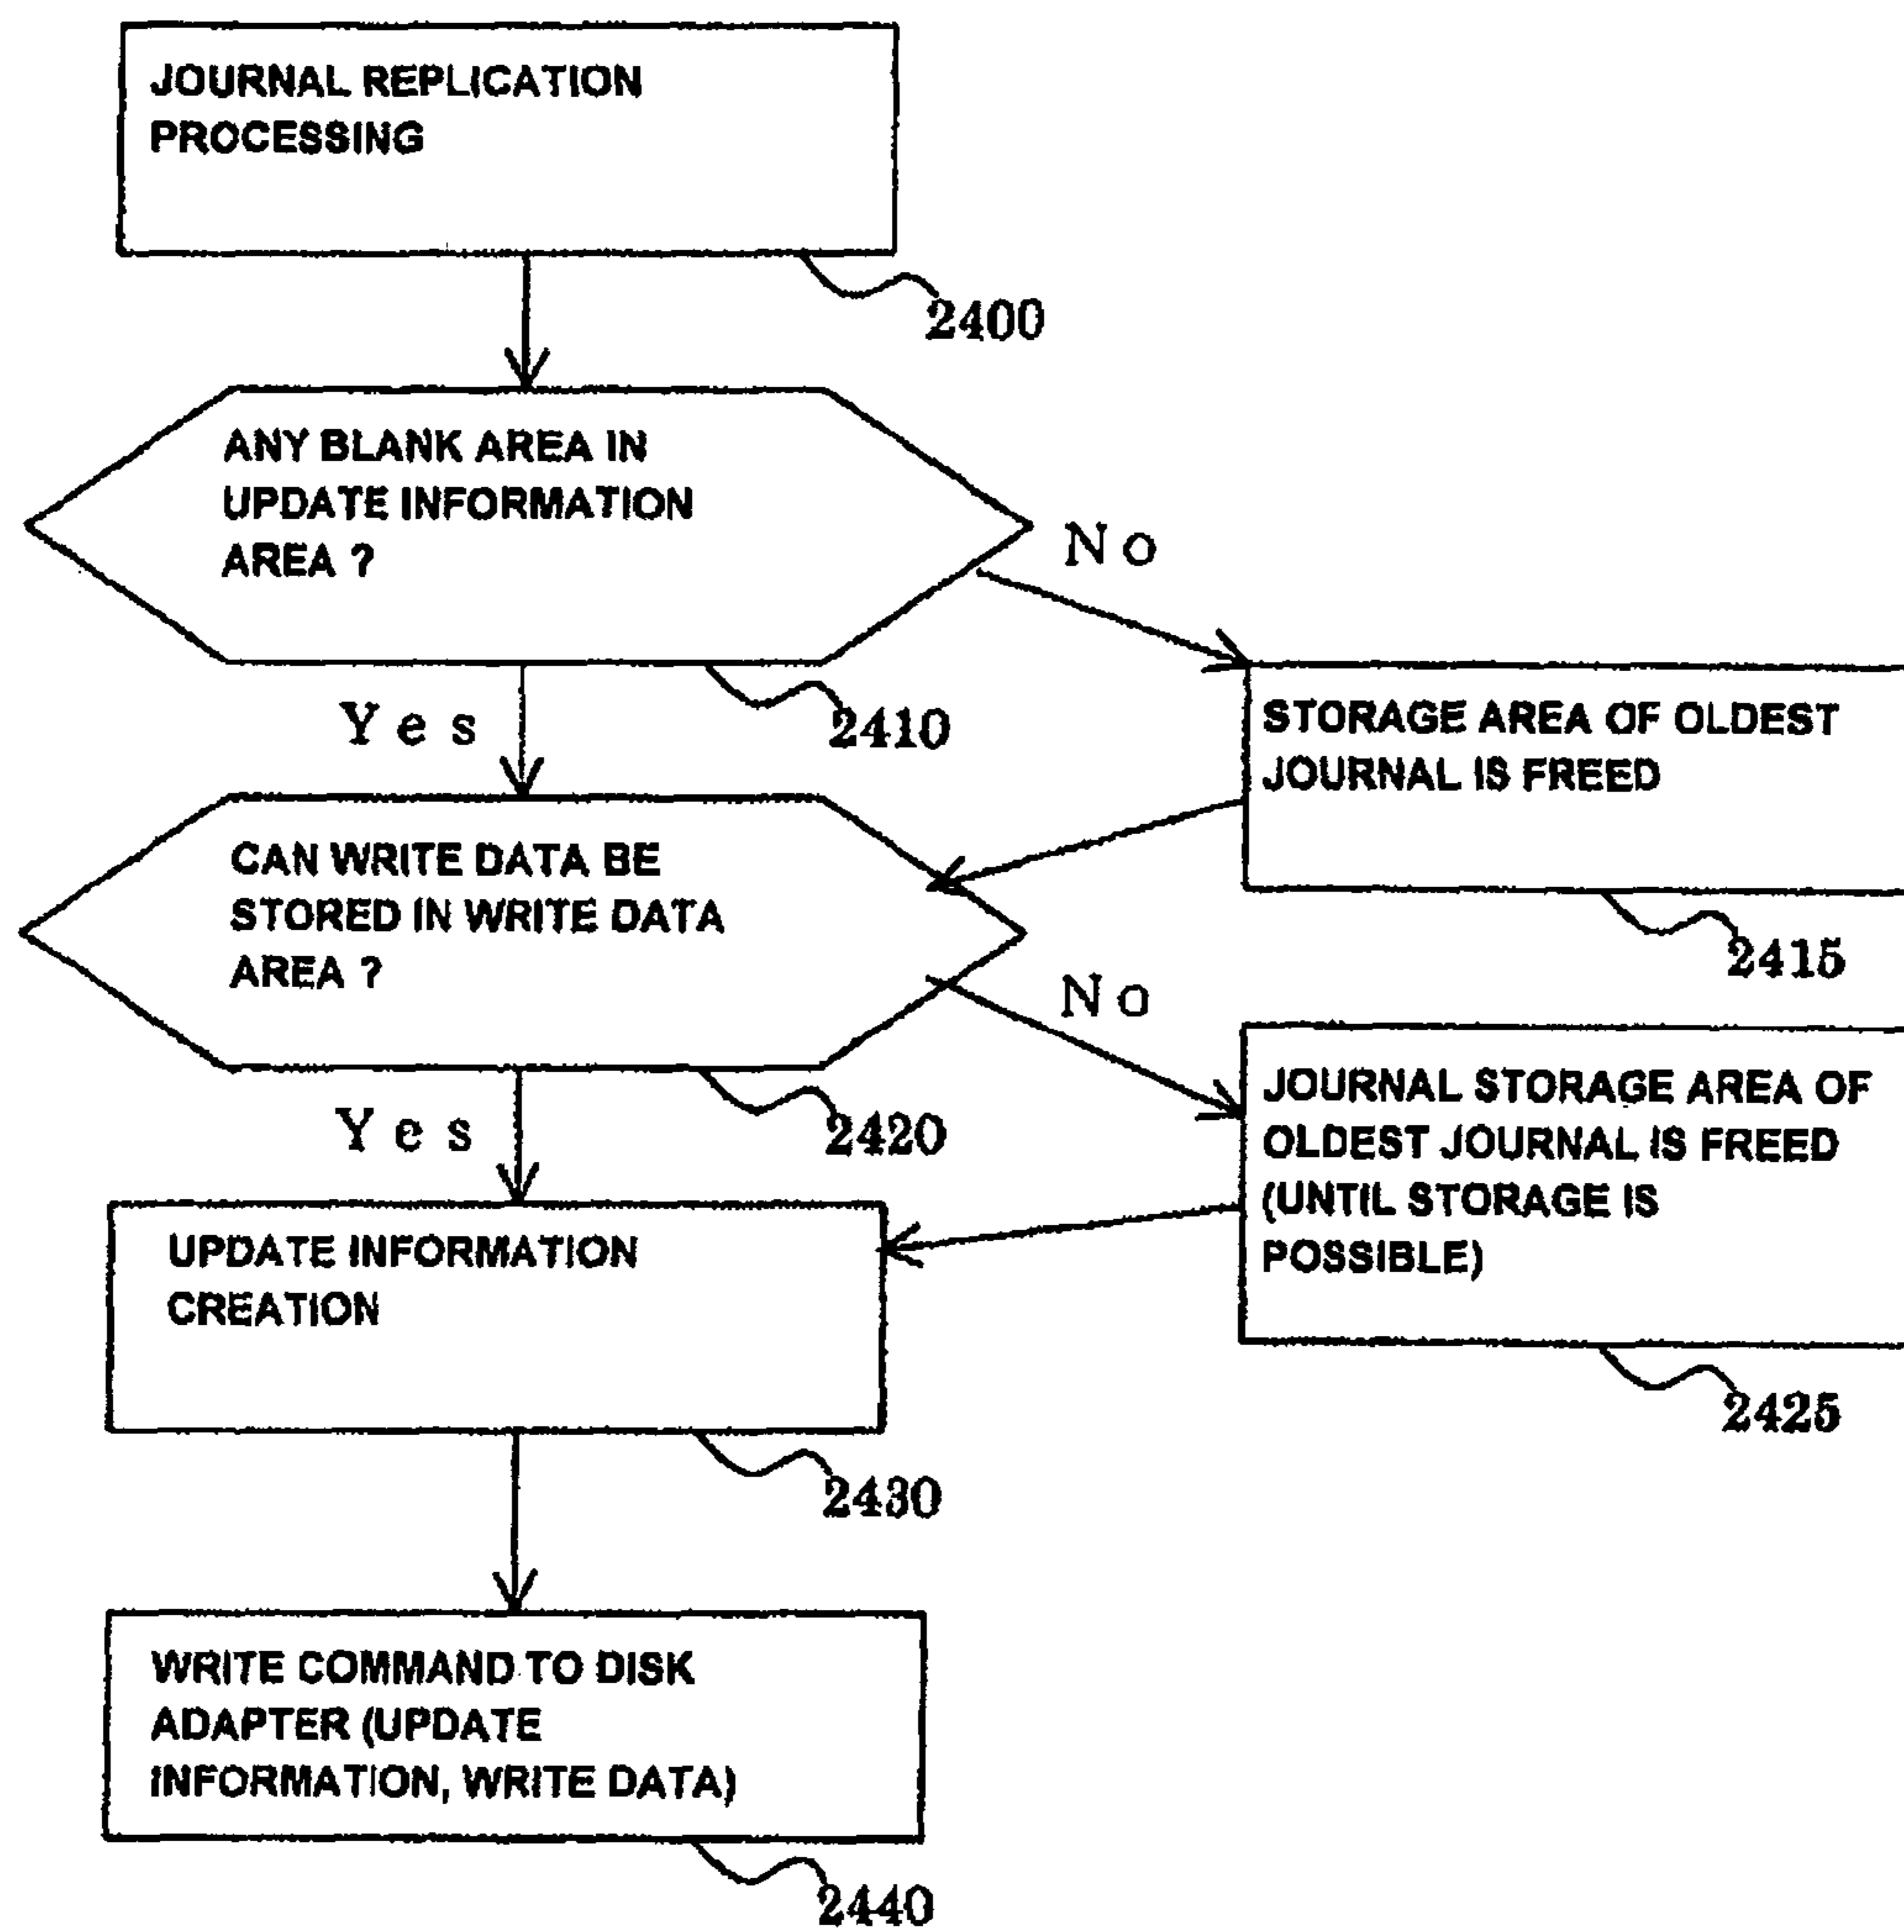 JOURNAL REPLICATION
PROCESSING
2400
ANY BLANK AREA IN
UPDATE INFORMATION
AREA ?
No
Yes
2410
STORAGE AREA OF OLDEST
JOURNAL IS FREED
2415
CAN WRITE DATA BE
STORED IN WRITE DATA
AREA ?
No
Yes
2420
JOURNAL STORAGE AREA OF
OLDEST JOURNAL IS FREED
(UNTIL STORAGE IS
POSSIBLE)
2425
UPDATE INFORMATION
CREATION
2430
WRITE COMMAND TO DISK
ADAPTER (UPDATE
INFORMATION, WRITE DATA)
2440